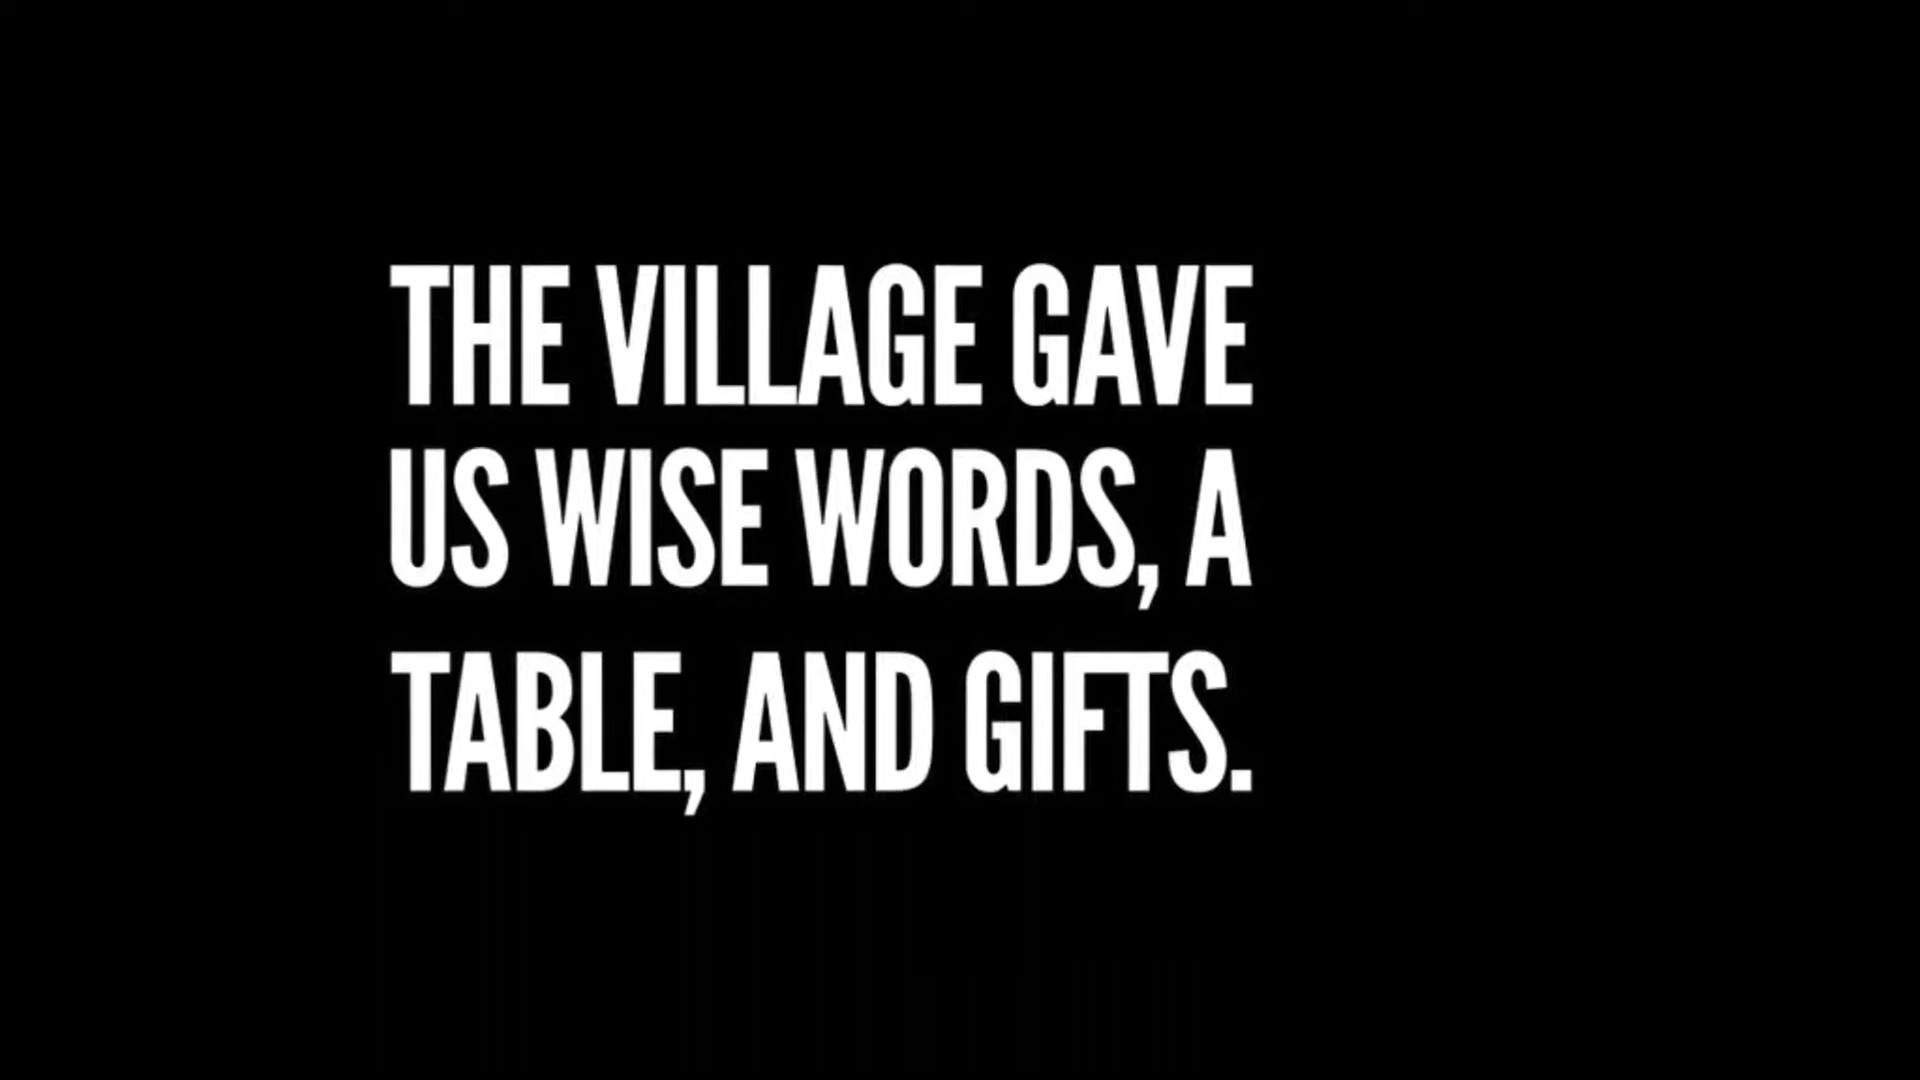 THE VILLAGE GAVE
US WISE WORDS, A
TABLE, AND GIFTS.